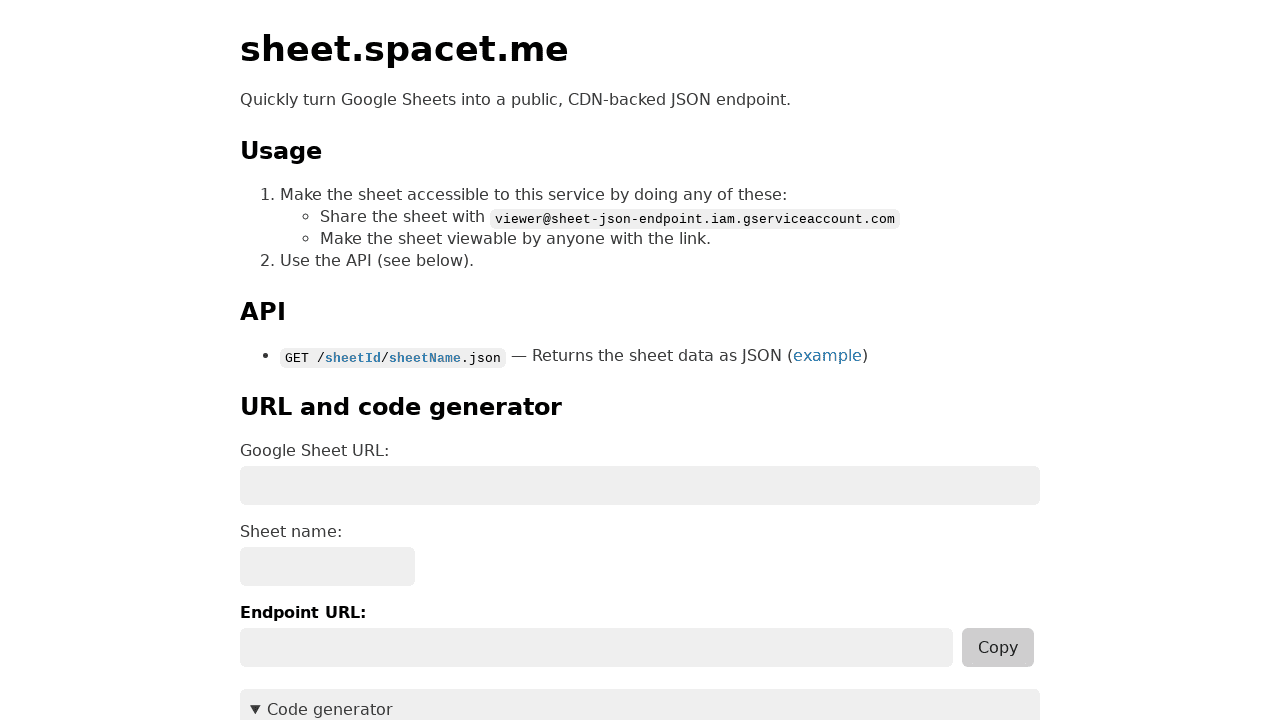 sheet.spacet.me
Quickly turn Google Sheets into a public, CDN-backed JSON endpoint.
Usage
1. Make the sheet accessible to this service by doing any of these:
◦ Share the sheet with viewer@sheet-json-endpoint.iam.gserviceaccount.com
◦ Make the sheet viewable by anyone with the link.
2. Use the API (see below).
API
• GET /sheetId/sheetName.json — Returns the sheet data as JSON (example)
URL and code generator
Google Sheet URL:
Sheet name:
Endpoint URL:
Copy
▼ Code generator